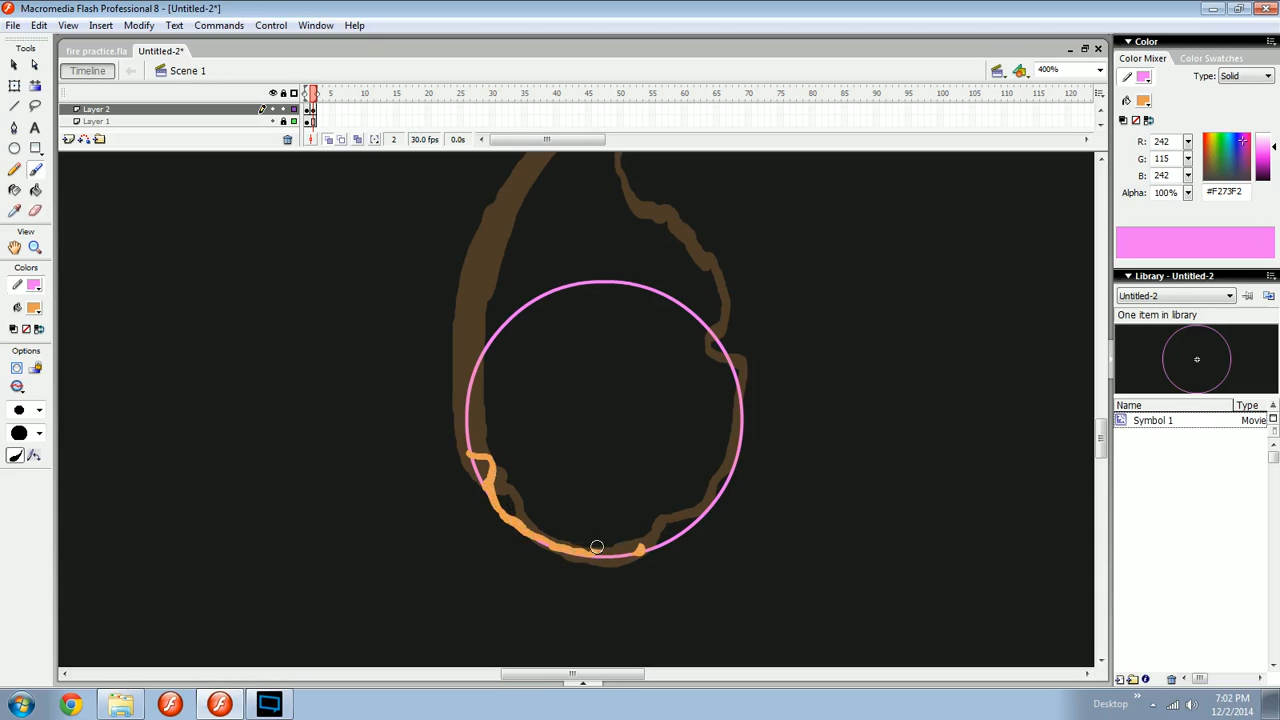 Macromedia Flash Professional 8 - [Untitled-2*]
File Edit View Insert Modify Text Commands Control Window Help
Tools
fire practice.fla Untitled-2*
Timeline Scene 1 400%
5 10 15 20 25 30 35 40 45 50 55 60 65 70 75 80 85 90 95 100 105 110 115 120
Layer 2
Layer 1
2 30.0 fps 0.0s
A
View
Colors
Options
Color
Color Mixer Color Swatches
Type: Solid
R: 242
G: 115
B: 242
Alpha: 100% #F273F2
Library - Untitled-2
Untitled-2
One item in library
Name Type
Symbol 1 Movie
Desktop
7:02 PM
12/2/2014